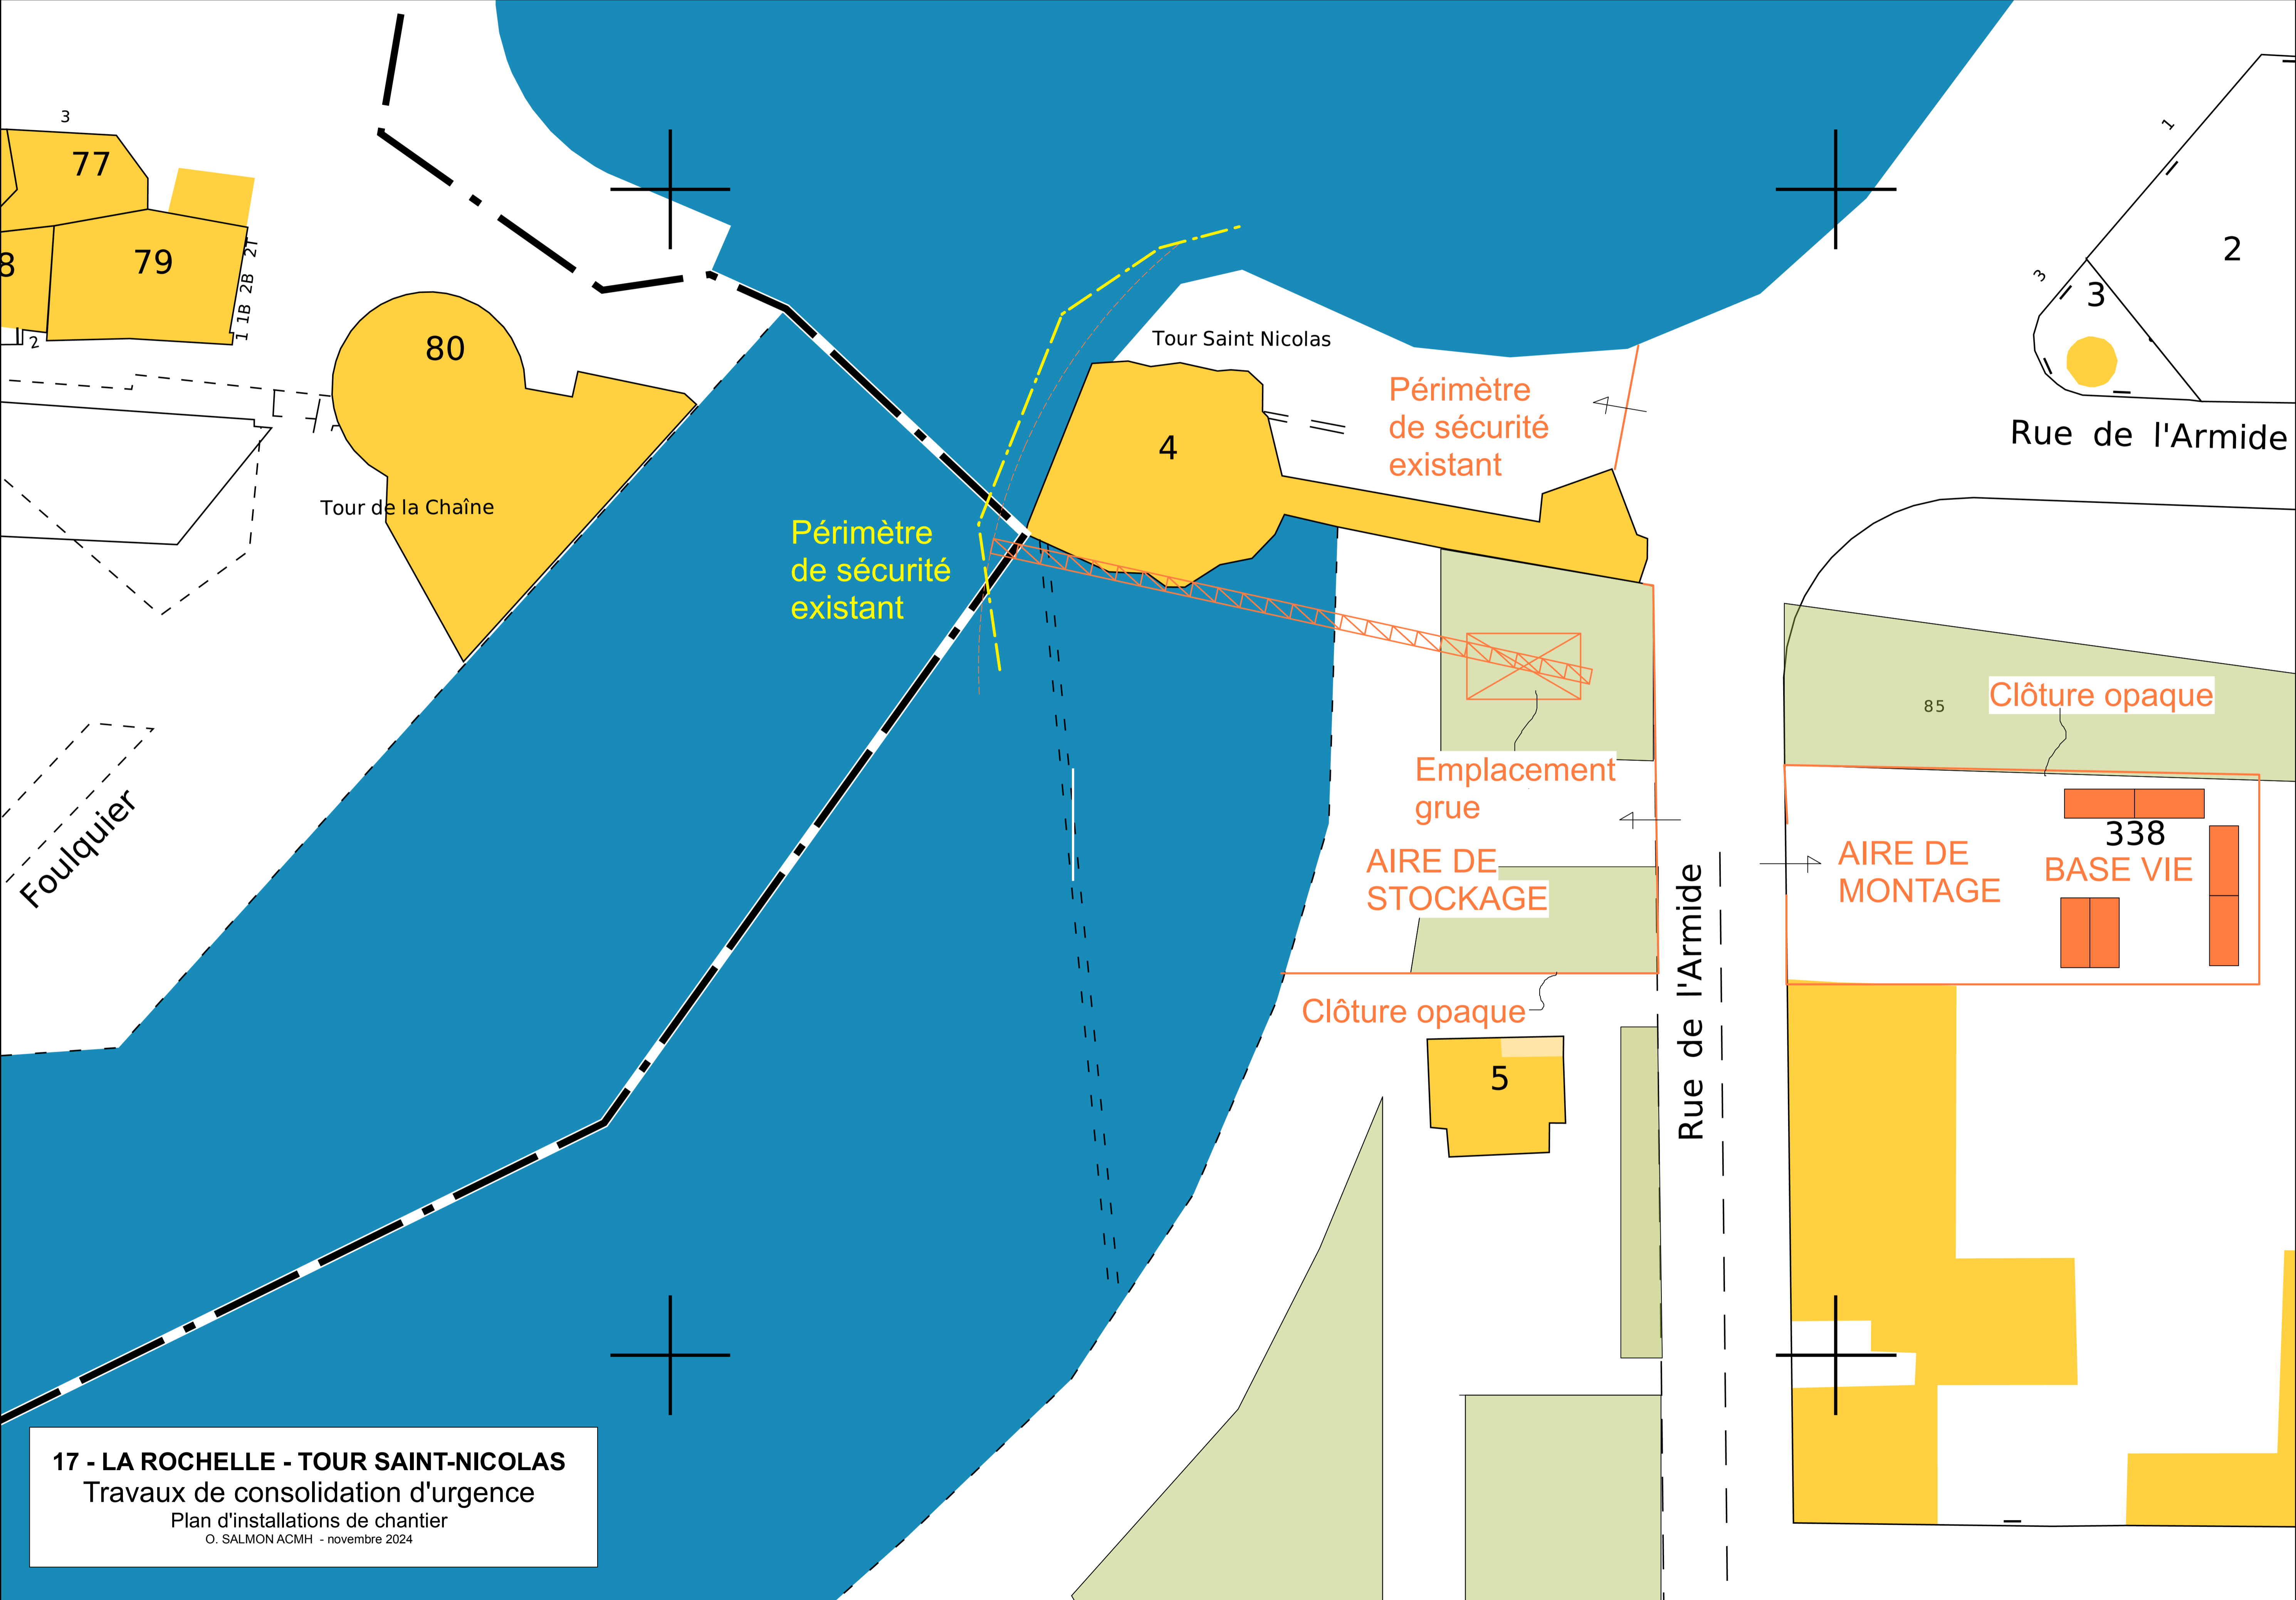 3
77
79
8
2
1 1B 2B 2T
80
Tour de la Chaîne
Foulquier
Périmètre
de sécurité
existant
Tour Saint Nicolas
4
Périmètre
de sécurité
existant
1
2
3
3
Rue de l'Armide
85
Clôture opaque
Emplacement
grue
AIRE DE
STOCKAGE
Clôture opaque
5
Rue de l'Armide
AIRE DE
MONTAGE
338
BASE VIE
17 - LA ROCHELLE - TOUR SAINT-NICOLAS
Travaux de consolidation d'urgence
Plan d'installations de chantier
O. SALMON ACMH - novembre 2024